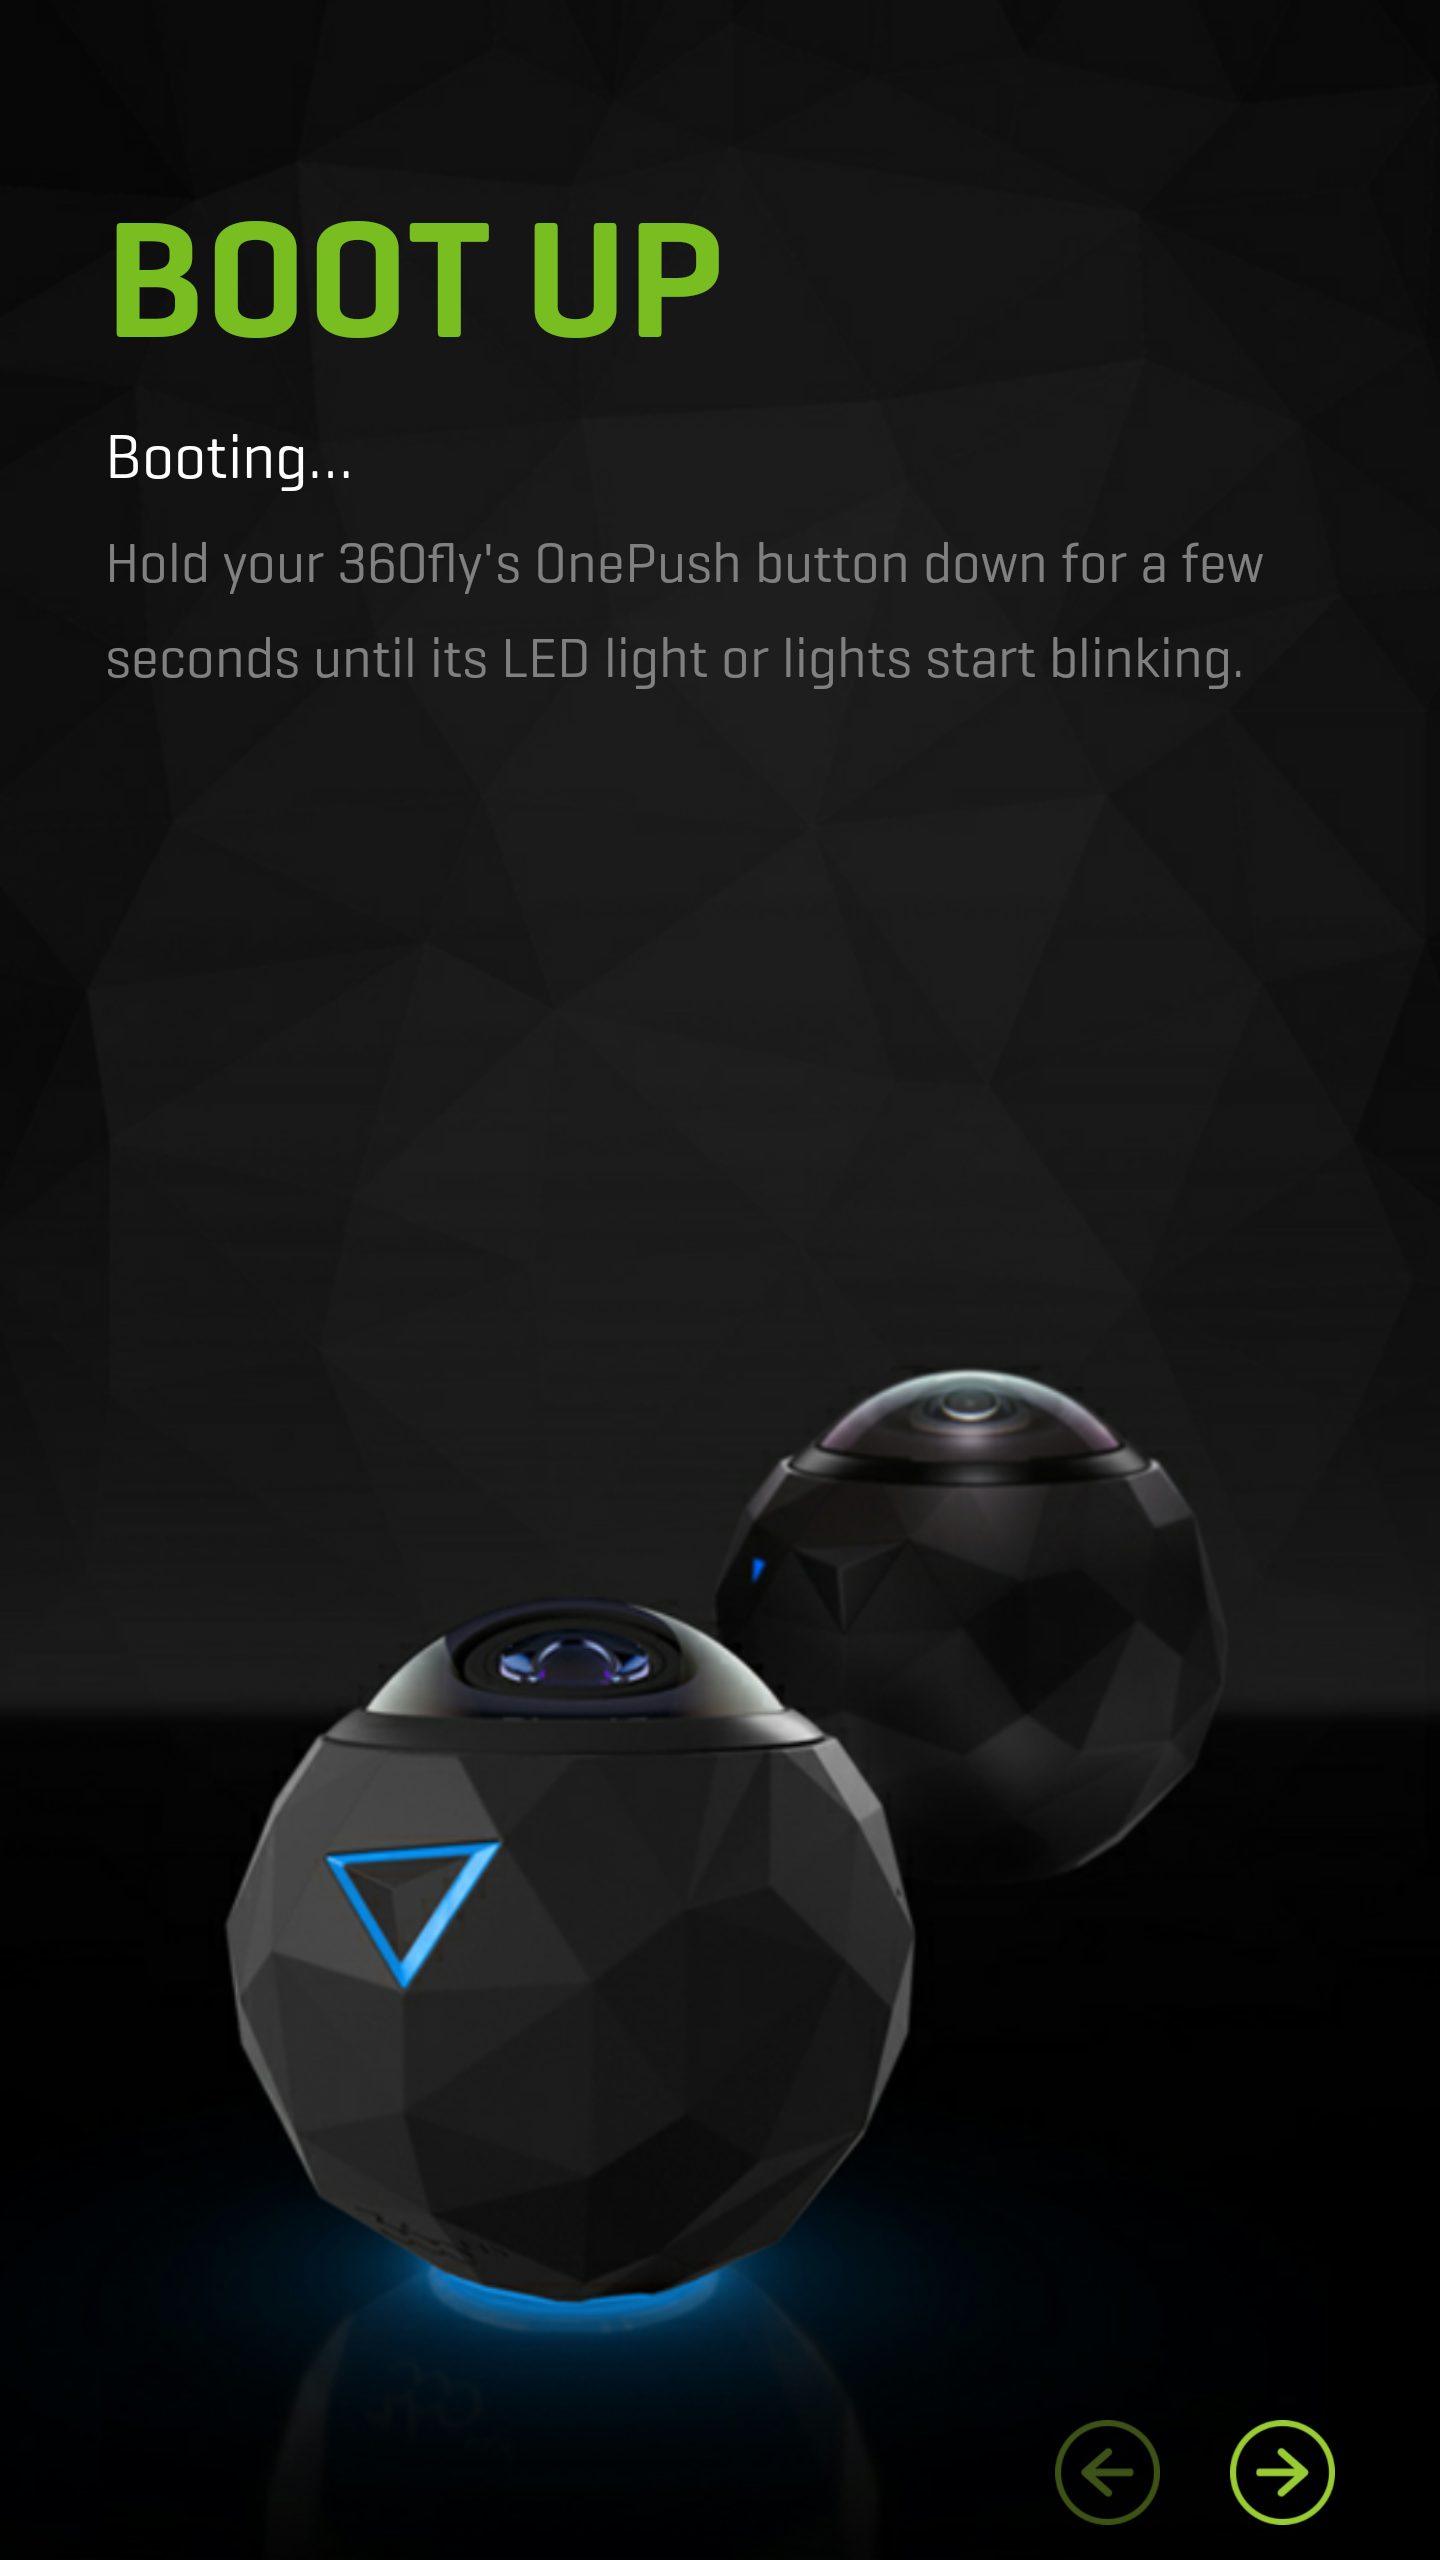 BOOT UP
Booting...
Hold your 360fly's OnePush button down for a few
seconds until its LED light or lights start blinking.